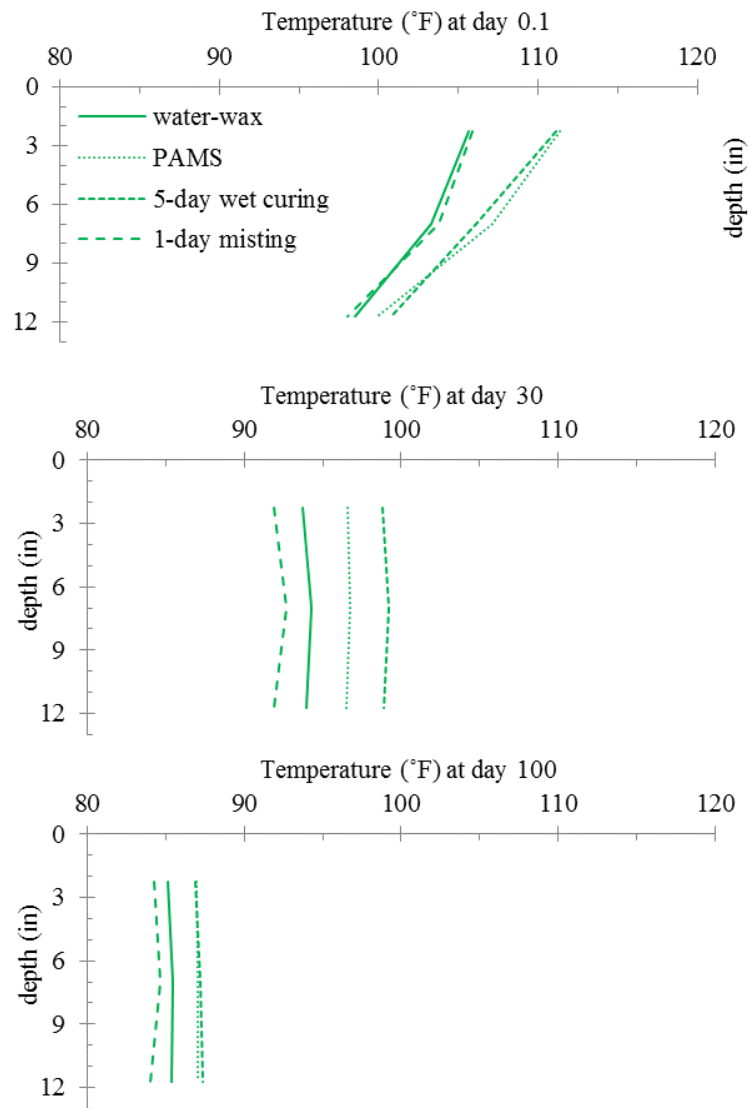 Temperature (˚F) at day 0.1
80 90 100 110 120
0
3
6
9
12
water-wax
PAMS
5-day wet curing
1-day misting
depth (in)
Temperature (˚F) at day 30
80 90 100 110 120
0
3
6
9
12
depth (in)
Temperature (˚F) at day 100
80 90 100 110 120
0
3
6
9
12
depth (in)